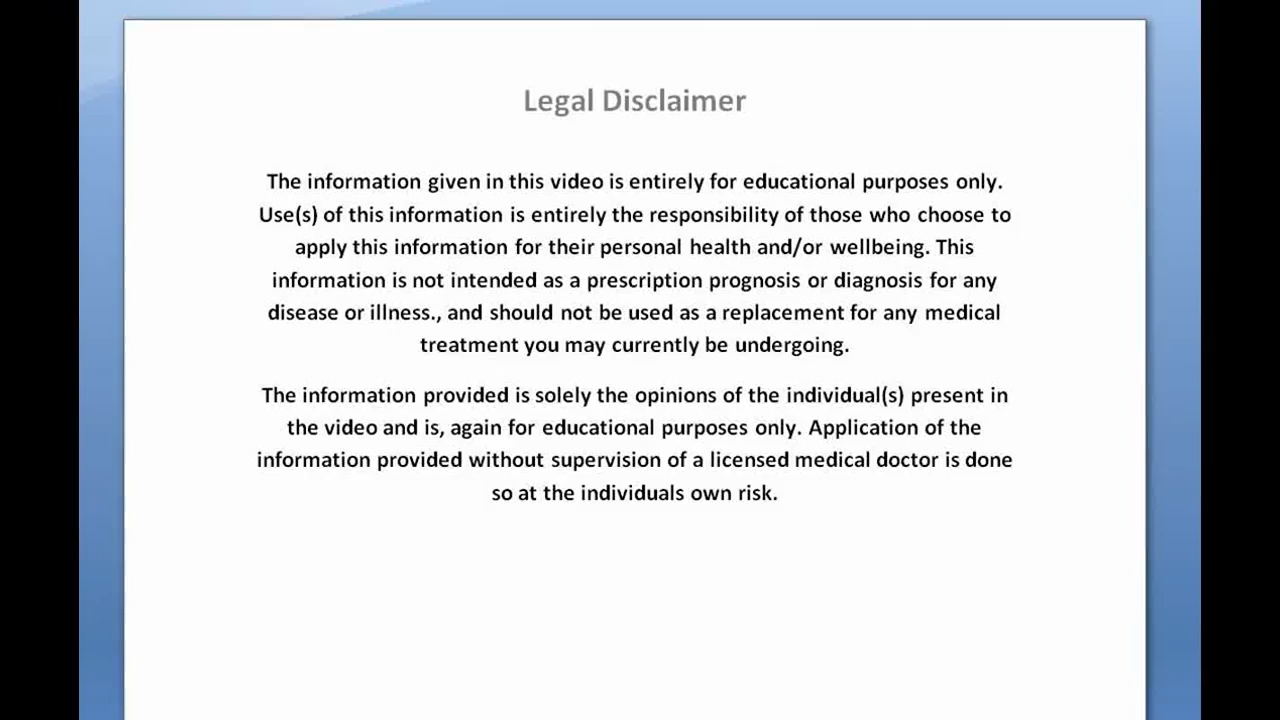 Legal Disclaimer
The information given in this video is entirely for educational purposes only.
Use(s) of this information is entirely the responsibility of those who choose to
apply this information for their personal health and/or wellbeing. This
information is not intended as a prescription prognosis or diagnosis for any
disease or illness., and should not be used as a replacement for any medical
treatment you may currently be undergoing.
The information provided is solely the opinions of the individual(s) present in
the video and is, again for educational purposes only. Application of the
information provided without supervision of a licensed medical doctor is done
so at the individuals own risk.